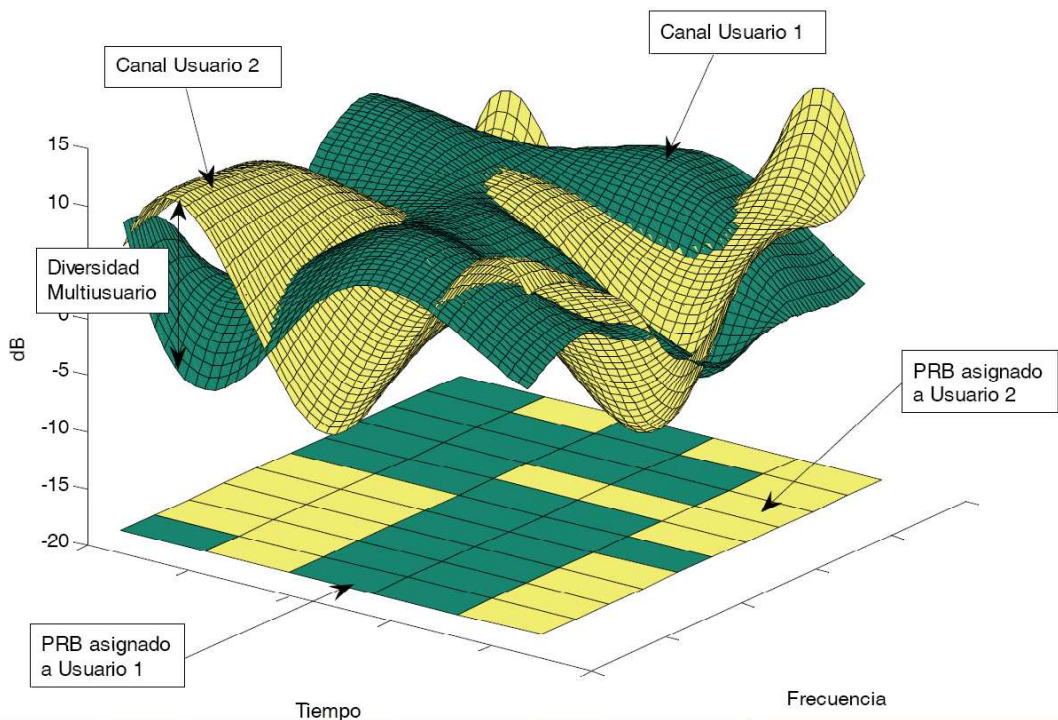 Canal Usuario 1
Canal Usuario 2
15
10
Diversidad
Multiusuario
0
dB
-5
-10
-15
-20
PRB asignado
a Usuario 2
PRB asignado
a Usuario 1
Tiempo
Frecuencia